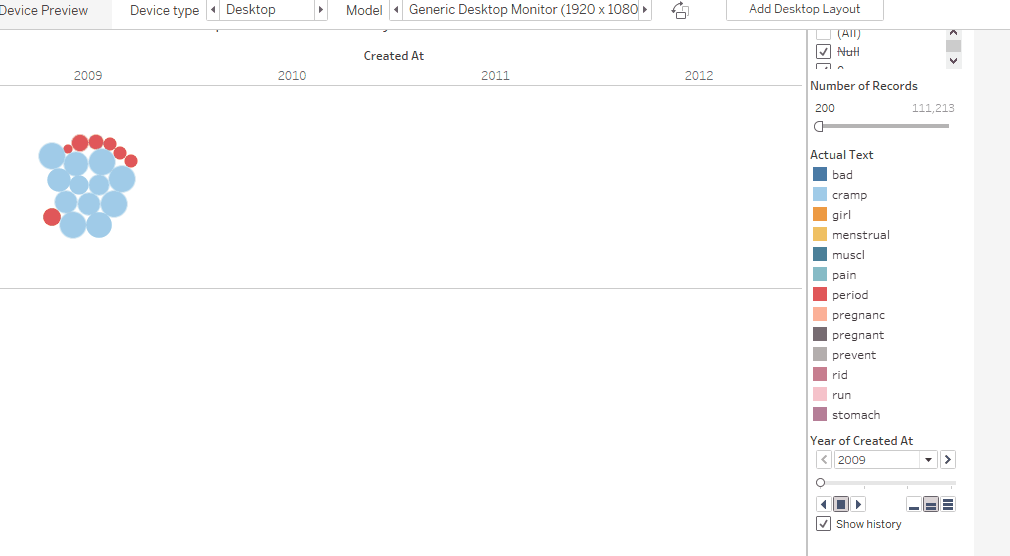 Device Preview Device type Desktop Model Generic Desktop Monitor (1920 x 1080 Add Desktop Layout
Created At
2009 2010 2011 2012
(All)
Null
Number of Records
200 111,213
Actual Text
bad
cramp
girl
menstrual
muscl
pain
period
pregnanc
pregnant
prevent
rid
run
stomach
Year of Created At
2009
Show history